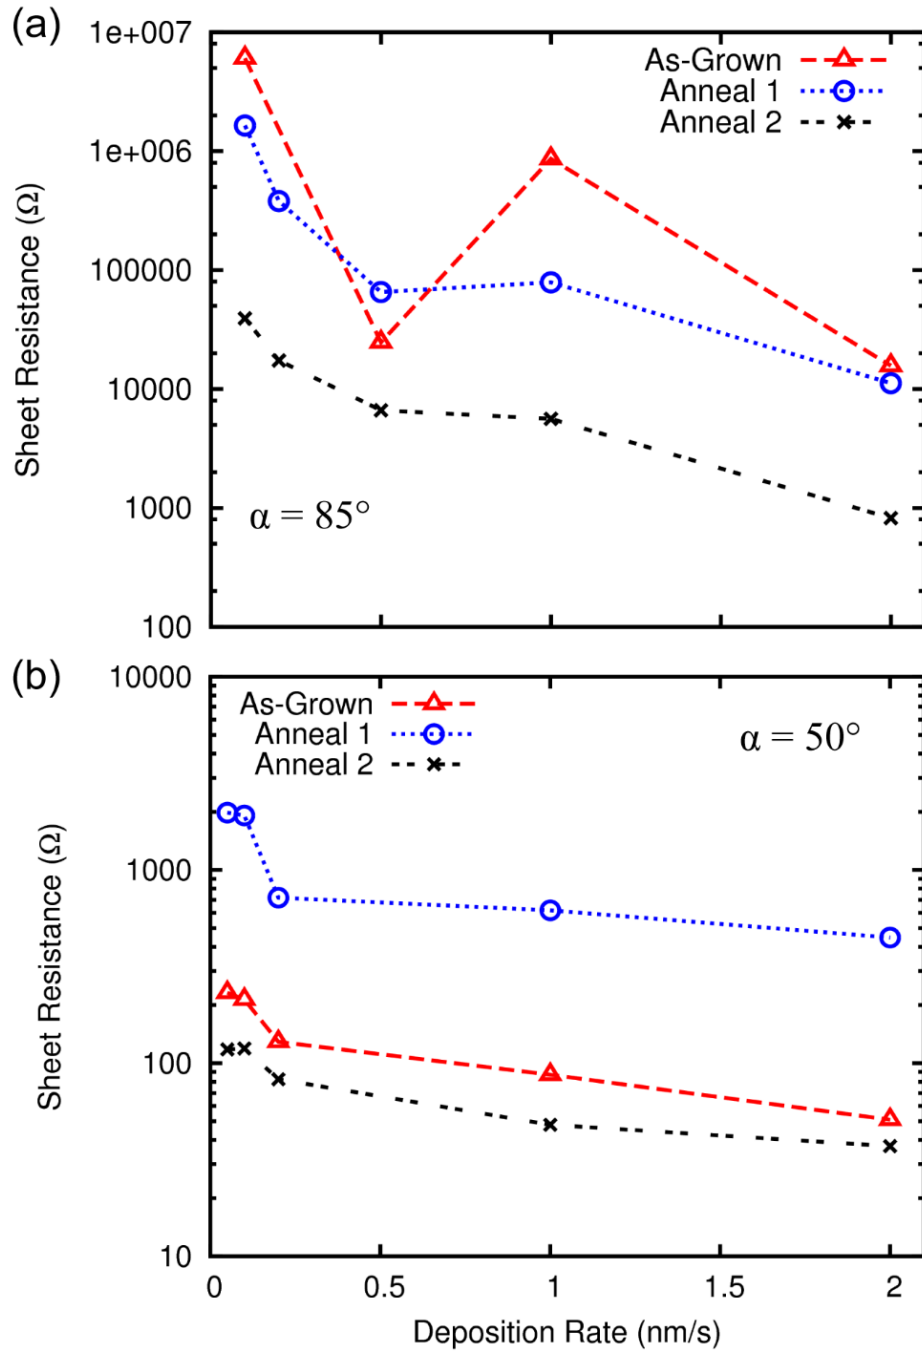 (a)
1e+007
1e+006
100000
10000
1000
100
Sheet Resistance (Ω)
As-Grown
Anneal 1
Anneal 2
α = 85°
(b)
10000
1000
100
10
Sheet Resistance (Ω)
As-Grown
Anneal 1
Anneal 2
α = 50°
0 0.5 1 1.5 2
Deposition Rate (nm/s)